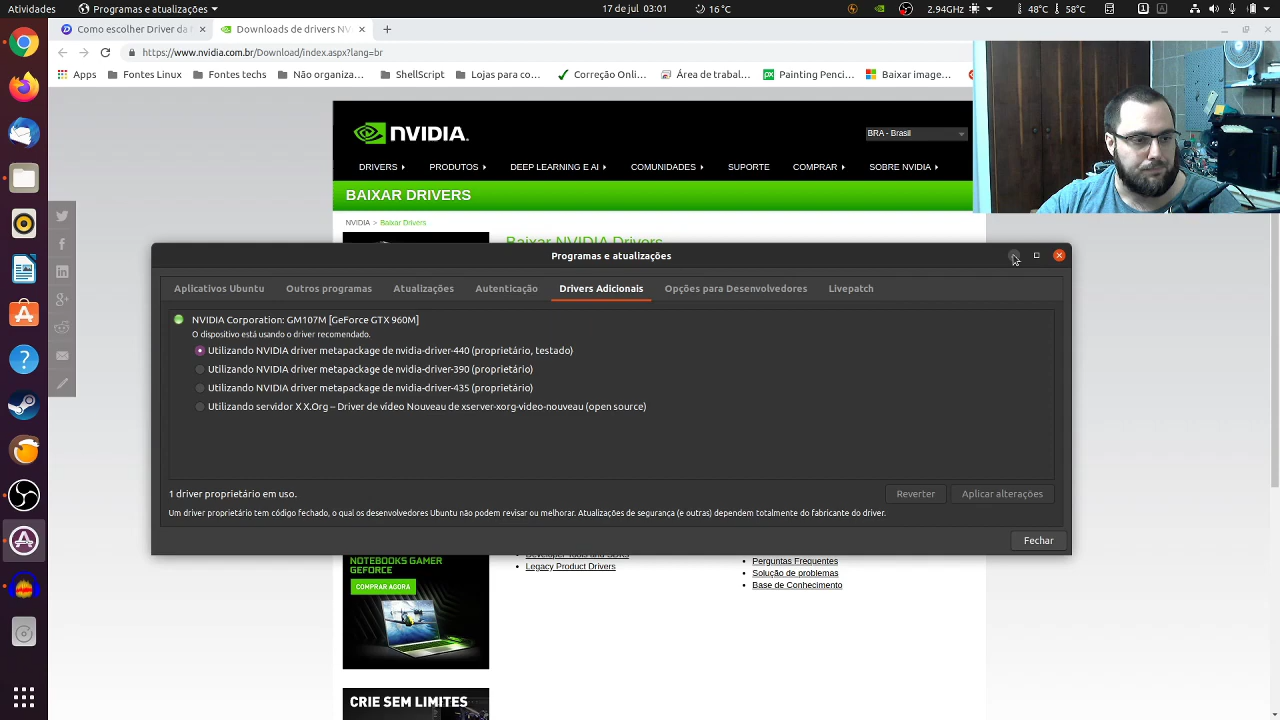 Atividades
Programas e atualizações
17 de jul 03:01
16°C
2.94GHz
48°C
58°C
1
A
Como escolher Driver da
Downloads de drivers NV
https://www.nvidia.com.br/Download/index.aspx?lang=br
Apps
Fontes Linux
Fontes techs
Não organiza...
ShellScript
Lojas para co...
Correção Onli...
Área de trabal...
Painting Penci...
Baixar image...
NVIDIA.
BRA - Brasil
DRIVERS
PRODUTOS
DEEP LEARNING E AI
COMUNIDADES
SUPORTE
COMPRAR
SOBRE NVIDIA
BAIXAR DRIVERS
NVIDIA > Baixar Drivers
Baixar NVIDIA Drivers
Programas e atualizações
Aplicativos Ubuntu
Outros programas
Atualizações
Autenticação
Drivers Adicionais
Opções para Desenvolvedores
Livepatch
NVIDIA Corporation: GM107M [GeForce GTX 960M]
O dispositivo está usando o driver recomendado.
Utilizando NVIDIA driver metapackage de nvidia-driver-440 (proprietário, testado)
Utilizando NVIDIA driver metapackage de nvidia-driver-390 (proprietário)
Utilizando NVIDIA driver metapackage de nvidia-driver-435 (proprietário)
Utilizando servidor X X.Org – Driver de vídeo Nouveau de xserver-xorg-video-nouveau (open source)
1 driver proprietário em uso.
Reverter
Aplicar alterações
Um driver proprietário tem código fechado, o qual os desenvolvedores Ubuntu não podem revisar ou melhorar. Atualizações de segurança (e outras) dependem totalmente do fabricante do driver.
Fechar
NOTEBOOKS GAMER
GEFORCE
COMPRAR AGORA
Legacy Product Drivers
Perguntas Frequentes
Solução de problemas
Base de Conhecimento
CRIE SEM LIMITES